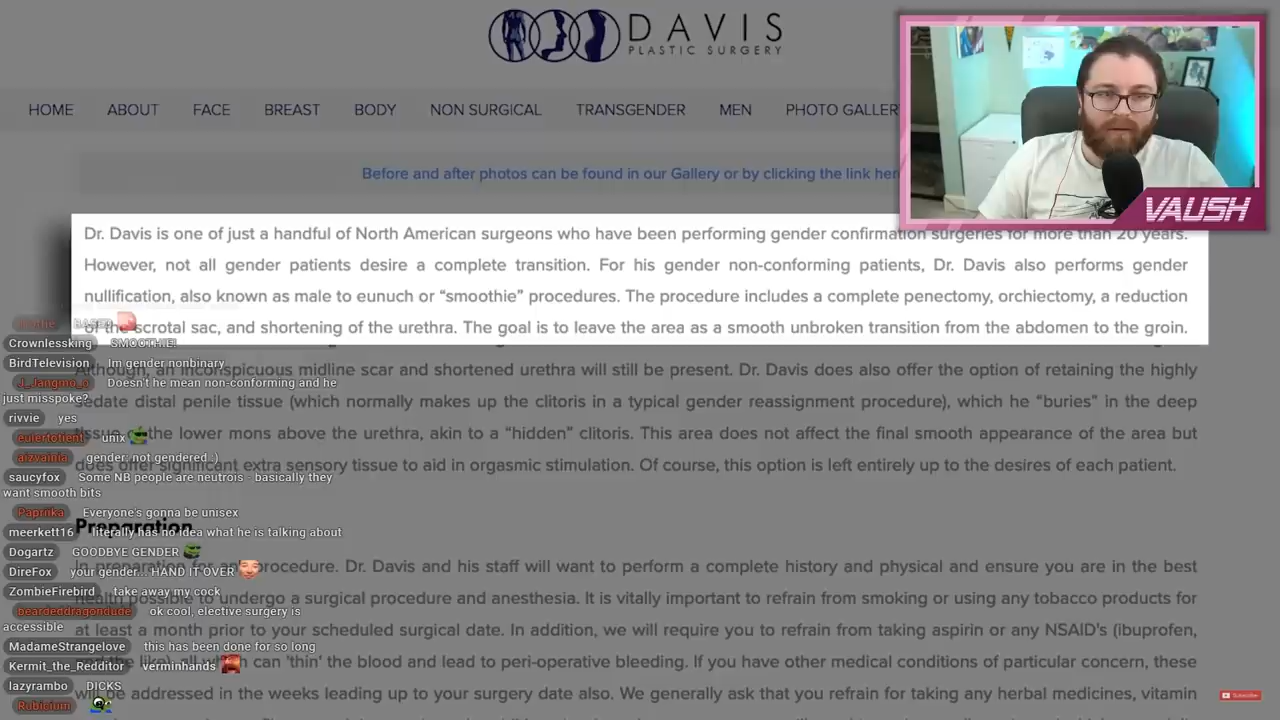 DAVIS
PLASTIC SURGERY
HOME ABOUT FACE BREAST BODY NON SURGICAL TRANSGENDER MEN PHOTO GALLERY
Before and after photos can be found in our Gallery or by clicking the link here
VAUSH
Dr. Davis is one of just a handful of North American surgeons who have been performing gender confirmation surgeries for more than 20 years.
However, not all gender patients desire a complete transition. For his gender non-conforming patients, Dr. Davis also performs gender
nullification, also known as male to eunuch or “smoothie” procedures. The procedure includes a complete penectomy, orchiectomy, a reduction
of the scrotal sac, and shortening of the urethra. The goal is to leave the area as a smooth unbroken transition from the abdomen to the groin.
Although, an inconspicuous midline scar and shortened urethra will still be present. Dr. Davis does also offer the option of retaining the highly
sedate distal penile tissue (which normally makes up the clitoris in a typical gender reassignment procedure), which he “buries” in the deep
tissue of the lower mons above the urethra, akin to a “hidden” clitoris. This area does not affect the final smooth appearance of the area but
does offer significant extra sensory tissue to aid in orgasmic stimulation. Of course, this option is left entirely up to the desires of each patient.
Preparation
In preparation for any procedure. Dr. Davis and his staff will want to perform a complete history and physical and ensure you are in the best
health possible to undergo a surgical procedure and anesthesia. It is vitally important to refrain from smoking or using any tobacco products for
at least a month prior to your scheduled surgical date. In addition, we will require you to refrain from taking aspirin or any NSAID's (ibuprofen,
can 'thin' the blood and lead to peri-operative bleeding. If you have other medical conditions of particular concern, these
will be addressed in the weeks leading up to your surgery date also. We generally ask that you refrain for taking any herbal medicines, vitamin
Crownlessking SMOOTHIE!
BirdTelevision Im gender nonbinary
J_Jangmo_o Doesn't he mean non-conforming and he
just misspoke?
rivvie yes
eulertotient unix
aizvainla gender: not gendered :)
saucyfox Some NB people are neutrois - basically they
want smooth bits
Paprilka Everyone's gonna be unisex
meerkett16 literally has no idea what he is talking about
Dogartz GOODBYE GENDER
DireFox your gender... HAND IT OVER
ZombieFirebird take away my cock
beardeddragondude ok cool, elective surgery is
accessible
MadameStrangelove this has been done for so long
Kermit_the_Redditor verminhands
lazyrambo DICKS
Rubicium
Subscribe